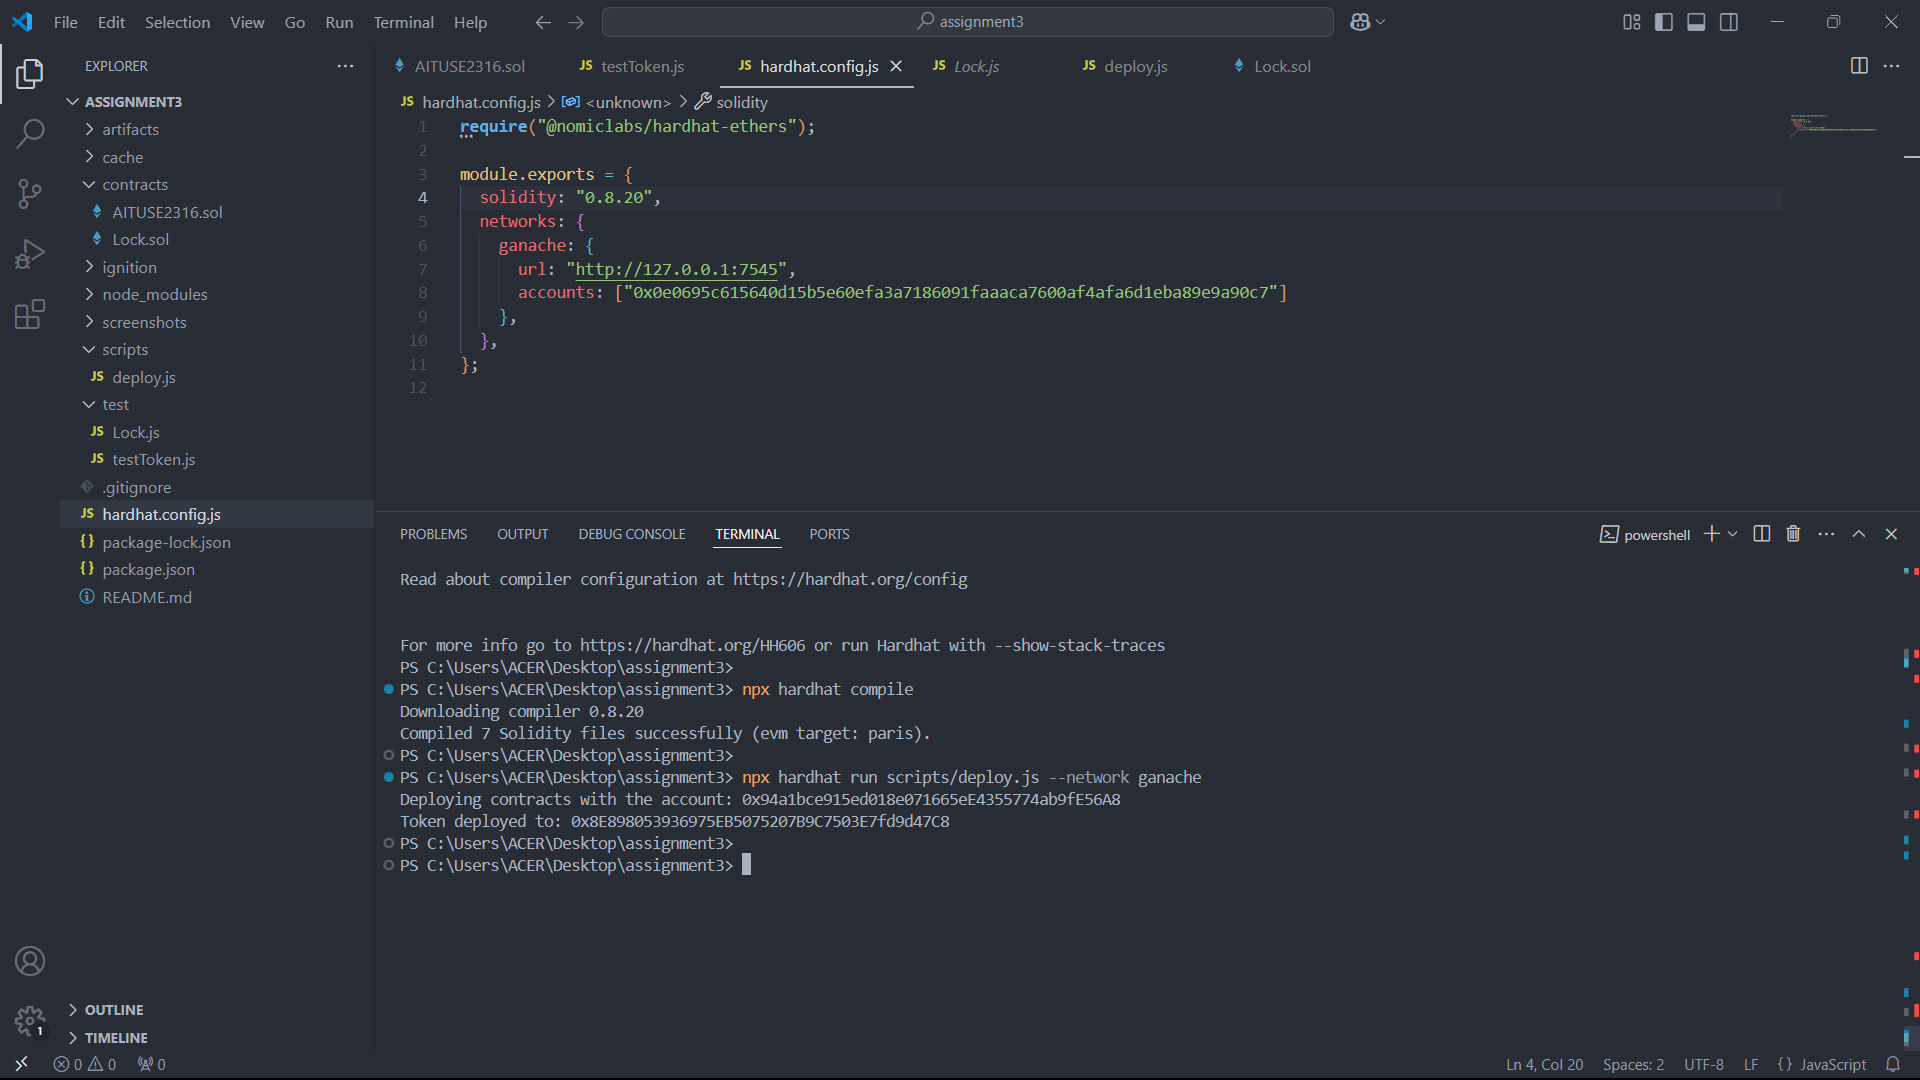 File Edit Selection View Go Run Terminal Help
assignment3
EXPLORER
ASSIGNMENT3
artifacts
cache
contracts
AITUSE2316.sol
Lock.sol
ignition
node_modules
screenshots
scripts
JS deploy.js
test
JS Lock.js
JS testToken.js
.gitignore
JS hardhat.config.js
{} package-lock.json
{} package.json
README.md
OUTLINE
TIMELINE
AITUSE2316.sol JS testToken.js JS hardhat.config.js JS Lock.js JS deploy.js Lock.sol
JS hardhat.config.js > <unknown> > solidity
1 require("@nomiclabs/hardhat-ethers");
2
3 module.exports = {
4 solidity: "0.8.20",
5 networks: {
6 ganache: {
7 url: "http://127.0.0.1:7545",
8 accounts: ["0x0e0695c615640d15b5e60efa3a7186091faaaca7600af4afa6d1eba89e9a90c7"]
9 },
10 },
11 };
12
PROBLEMS OUTPUT DEBUG CONSOLE TERMINAL PORTS
powershell
Read about compiler configuration at https://hardhat.org/config
For more info go to https://hardhat.org/HH606 or run Hardhat with --show-stack-traces
PS C:\Users\ACER\Desktop\assignment3>
PS C:\Users\ACER\Desktop\assignment3> npx hardhat compile
Downloading compiler 0.8.20
Compiled 7 Solidity files successfully (evm target: paris).
PS C:\Users\ACER\Desktop\assignment3>
PS C:\Users\ACER\Desktop\assignment3> npx hardhat run scripts/deploy.js --network ganache
Deploying contracts with the account: 0x94a1bce915ed018e071665eE4355774ab9fE56A8
Token deployed to: 0x8E898053936975EB5075207B9C7503E7fd9d47C8
PS C:\Users\ACER\Desktop\assignment3>
PS C:\Users\ACER\Desktop\assignment3>
1
0 0 0
Ln 4, Col 20 Spaces: 2 UTF-8 LF {} JavaScript